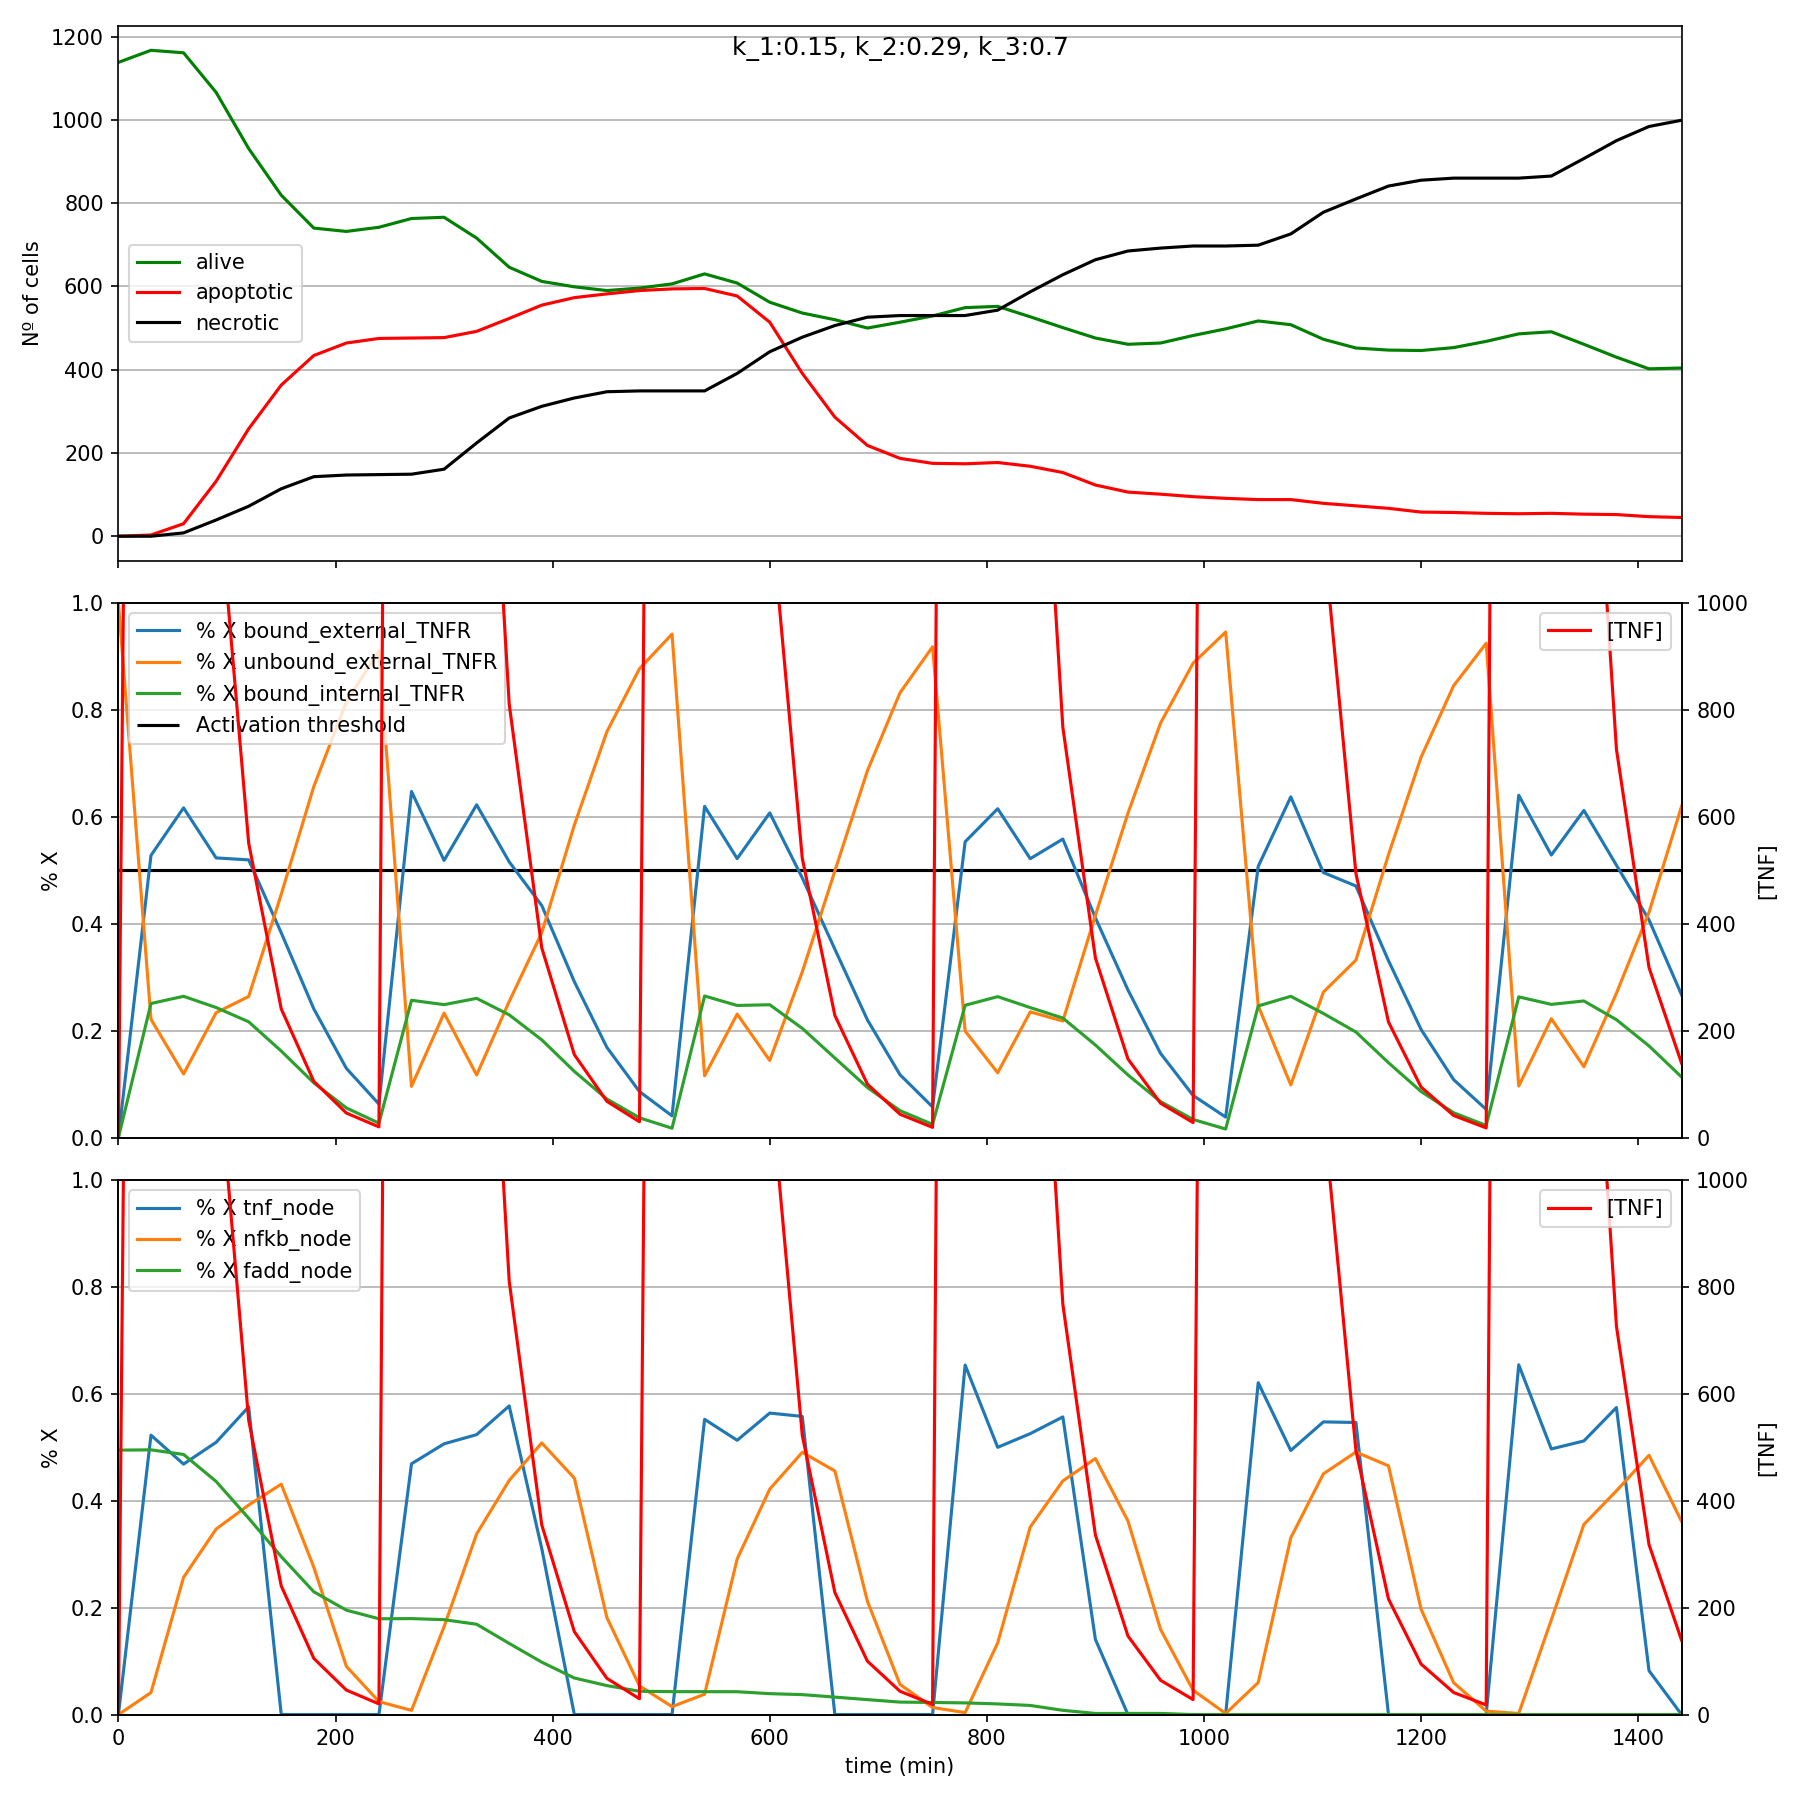 k_1:0.15, k_2:0.29, k_3:0.7
1200
1000
800
600
400
200
0
Nº of cells
alive
apoptotic
necrotic
1.0
0.8
0.6
0.4
0.2
0.0
% X
% X bound_external_TNFR
% X unbound_external_TNFR
% X bound_internal_TNFR
Activation threshold
[TNF]
1000
800
600
400
200
0
[TNF]
1.0
0.8
0.6
0.4
0.2
0.0
% X
% X tnf_node
% X nfkb_node
% X fadd_node
[TNF]
1000
800
600
400
200
0
[TNF]
0 200 400 600 800 1000 1200 1400
time (min)